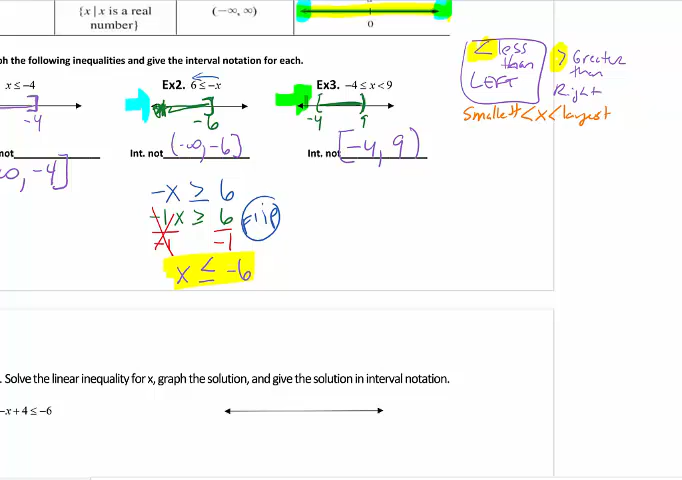 {x | x is a real
number}
(−∞, ∞)
0
ph the following inequalities and give the interval notation for each.
x ≤ −4
Ex2. 6 ≤ −x
Ex3. −4 ≤ x < 9
-4
-6
-4 9
not
∞, -4]
Int. not (-∞, -6]
Int. not [-4, 9)
< less
than
LEFT
> Greater
than
Right
Smallest < x < largest
-x ≥ 6
-1x ≥ 6 flip
-1 -1
x ≤ -6
. Solve the linear inequality for x, graph the solution, and give the solution in interval notation.
−x + 4 ≤ −6